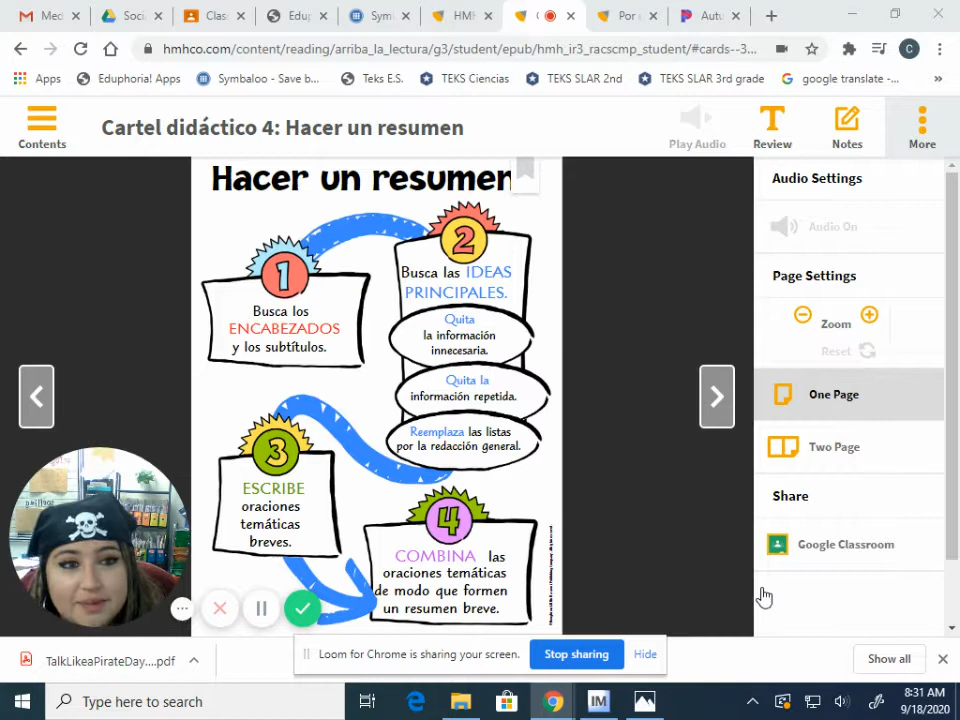 Med
Soci
Clas
Edup
Syml
HMH
Por
Autu
hmhco.com/content/reading/arriba_la_lectura/g3/student/epub/hmh_ir3_racscmp_student/#cards--3...
C
Apps
Eduphoria! Apps
Symbaloo - Save b...
Teks E.S.
TEKS Ciencias
TEKS SLAR 2nd
TEKS SLAR 3rd grade
google translate -...
»
Contents
Cartel didáctico 4: Hacer un resumen
Play Audio
Review
Notes
More
Hacer un resumen
1
Busca los
ENCABEZADOS
y los subtítulos.
2
Busca las IDEAS
PRINCIPALES.
Quita
la información
innecesaria.
Quita la
información repetida.
Reemplaza las listas
por la redacción general.
3
ESCRIBE
oraciones
temáticas
breves.
4
COMBINA las
oraciones temáticas
de modo que formen
un resumen breve.
Audio Settings
Audio On
Page Settings
Zoom
Reset
One Page
Two Page
Share
Google Classroom
Loom for Chrome is sharing your screen.
Stop sharing
Hide
TalkLikeaPirateDay....pdf
Show all
Type here to search
IM
8:31 AM
9/18/2020